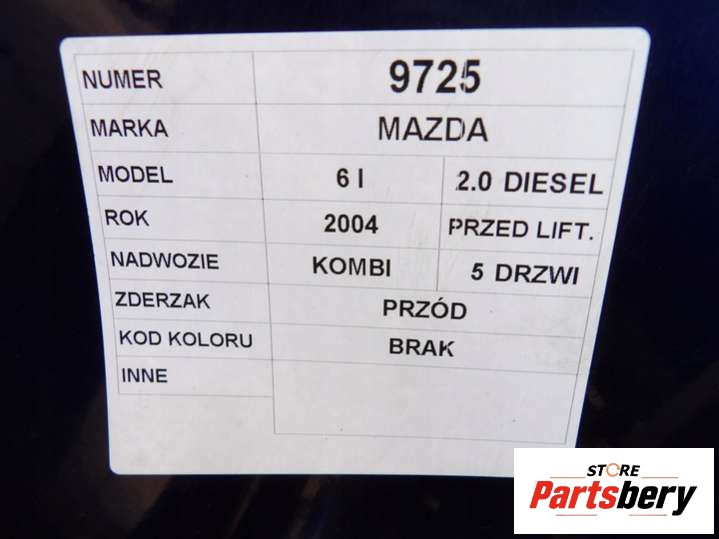 NUMER 9725
MARKA MAZDA
MODEL 6 I 2.0 DIESEL
ROK 2004 PRZED LIFT.
NADWOZIE KOMBI 5 DRZWI
ZDERZAK PRZÓD
KOD KOLORU BRAK
INNE
STORE
Partsbery